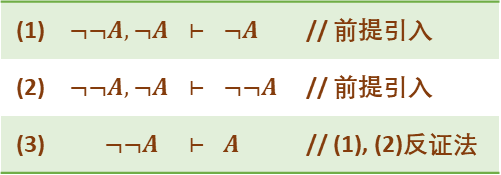 (1) ¬¬A, ¬A ⊢ ¬A // 前提引入
(2) ¬¬A, ¬A ⊢ ¬¬A // 前提引入
(3) ¬¬A ⊢ A // (1), (2)反证法